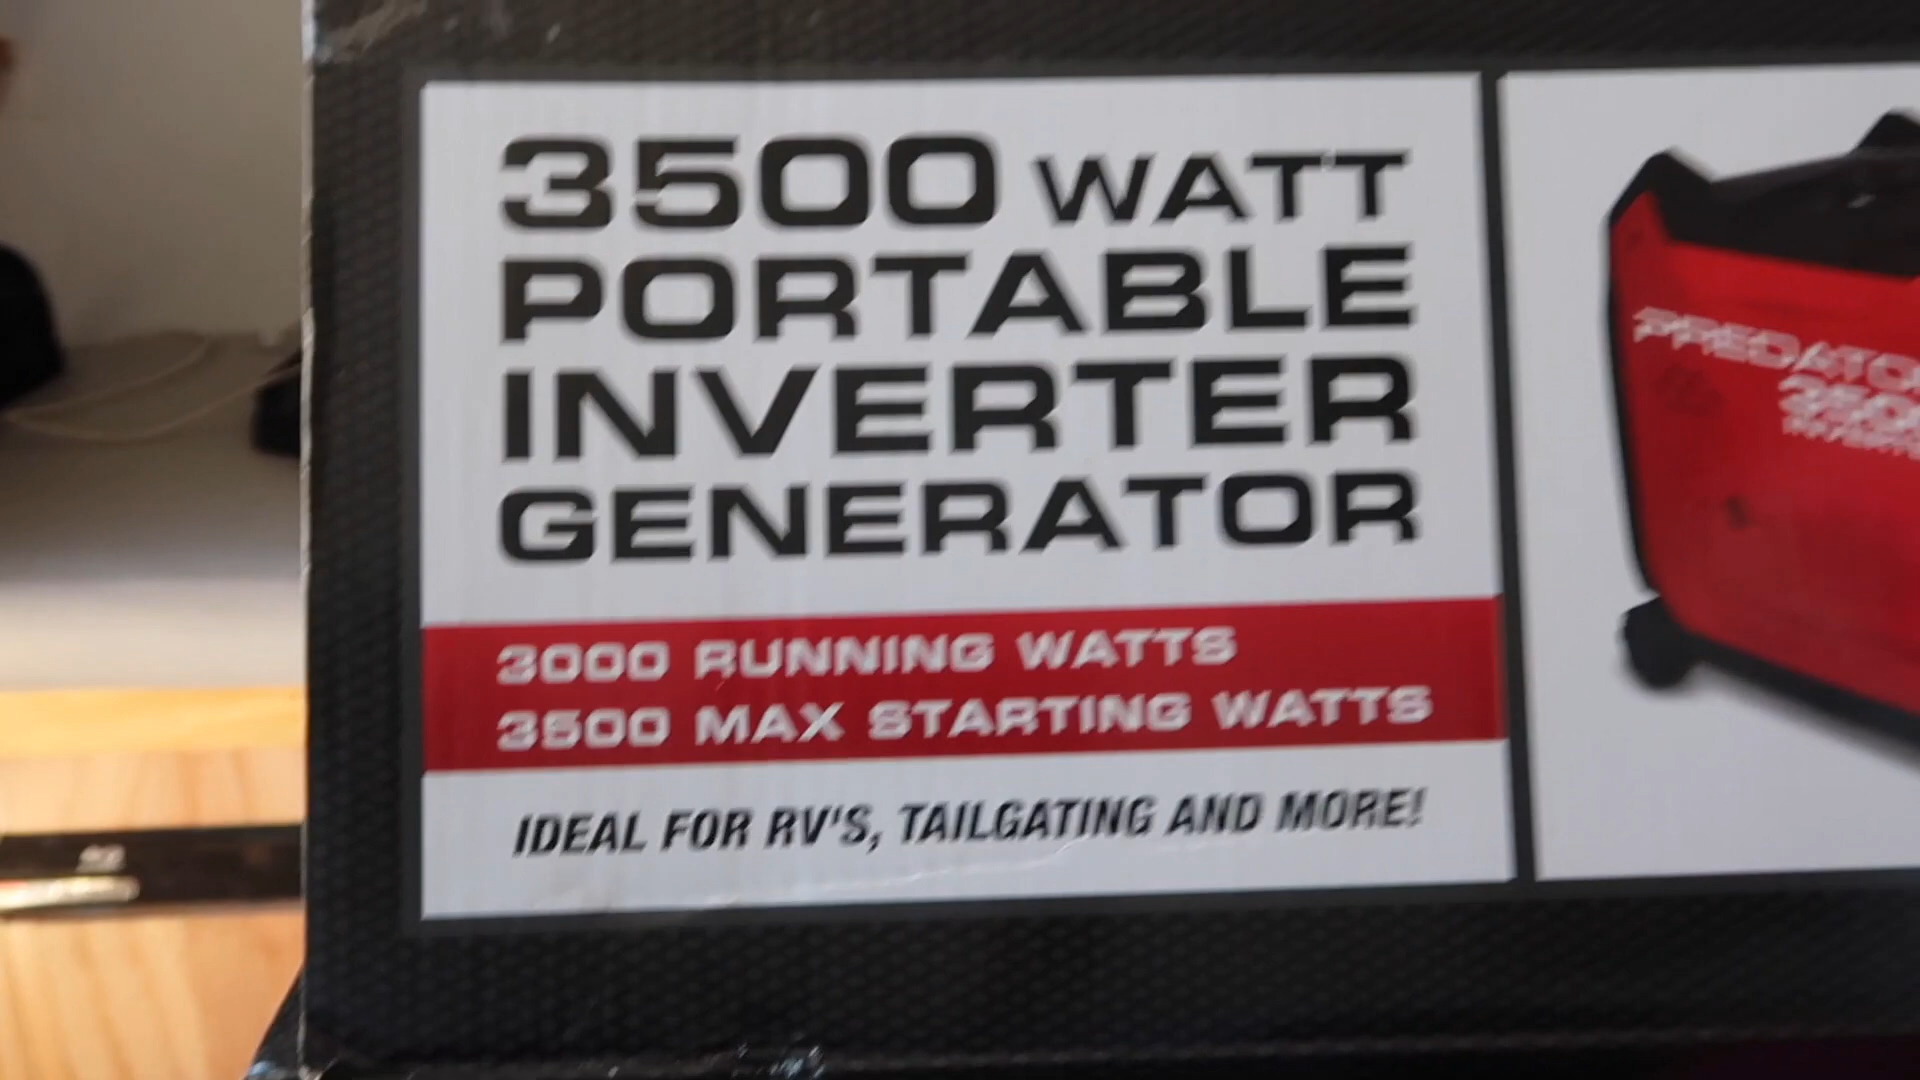 3500 WATT
PORTABLE
INVERTER
GENERATOR
3000 RUNNING WATTS
3500 MAX STARTING WATTS
IDEAL FOR RV'S, TAILGATING AND MORE!